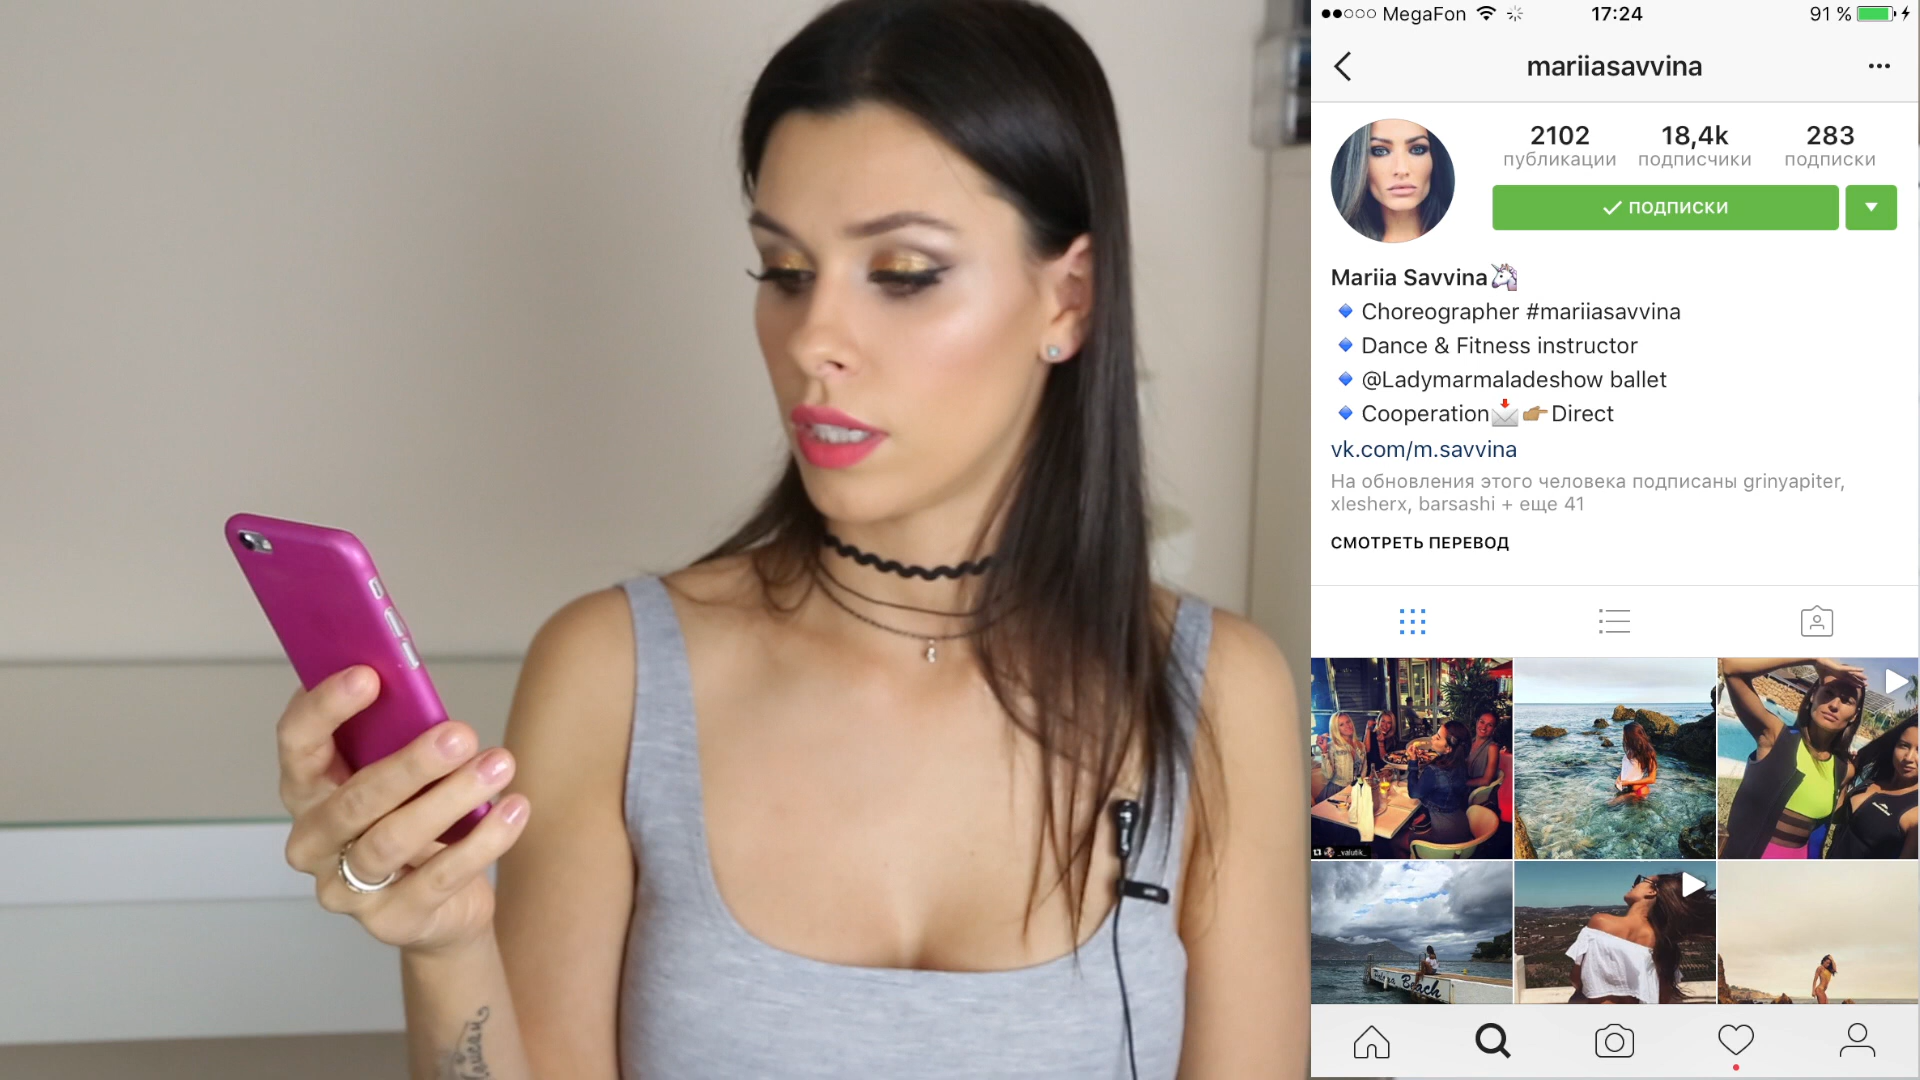 MegaFon 17:24 91 %
mariiasavvina
2102 18,4k 283
публикации подписчики подписки
ПОДПИСКИ
Mariia Savvina
Choreographer #mariiasavvina
Dance & Fitness instructor
@Ladymarmaladeshow ballet
Cooperation Direct
vk.com/m.savvina
На обновления этого человека подписаны grinyapiter,
xlesherx, barsashi + еще 41
СМОТРЕТЬ ПЕРЕВОД
_valutik_
Beach